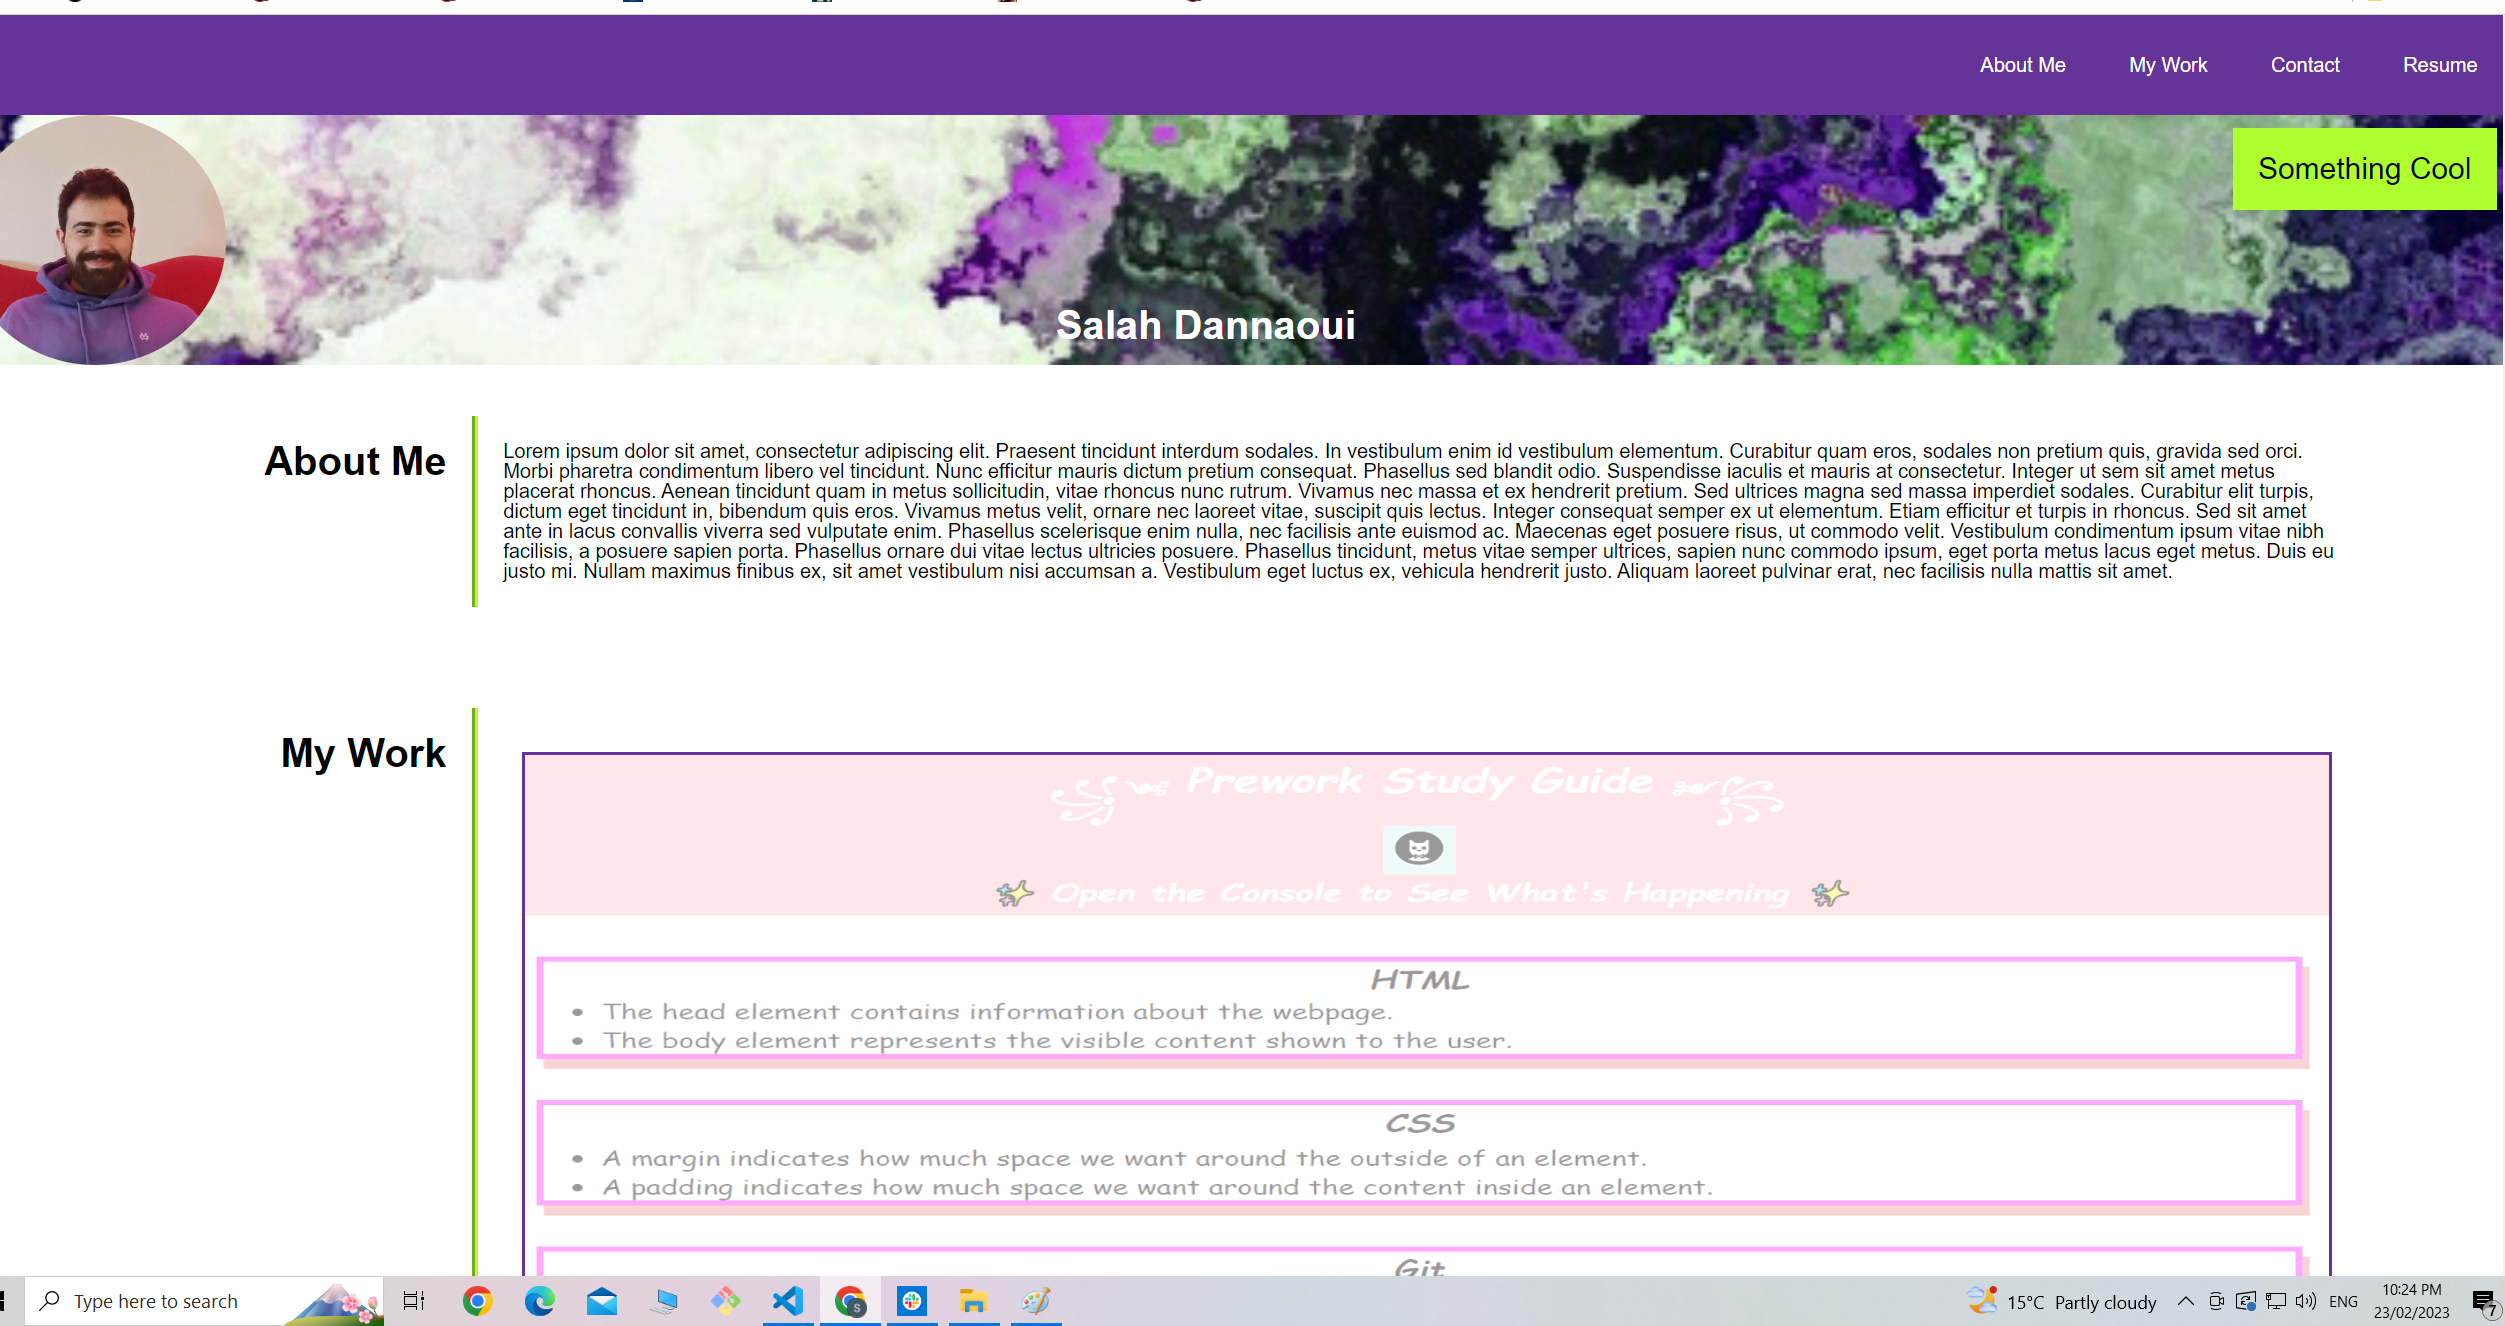 About Me My Work Contact Resume
Something Cool
Salah Dannaoui
About Me
Lorem ipsum dolor sit amet, consectetur adipiscing elit. Praesent tincidunt interdum sodales. In vestibulum enim id vestibulum elementum. Curabitur quam eros, sodales non pretium quis, gravida sed orci.
Morbi pharetra condimentum libero vel tincidunt. Nunc efficitur mauris dictum pretium consequat. Phasellus sed blandit odio. Suspendisse iaculis et mauris at consectetur. Integer ut sem sit amet metus
placerat rhoncus. Aenean tincidunt quam in metus sollicitudin, vitae rhoncus nunc rutrum. Vivamus nec massa et ex hendrerit pretium. Sed ultrices magna sed massa imperdiet sodales. Curabitur elit turpis,
dictum eget tincidunt in, bibendum quis eros. Vivamus metus velit, ornare nec laoreet vitae, suscipit quis lectus. Integer consequat semper ex ut elementum. Etiam efficitur et turpis in rhoncus. Sed sit amet
ante in lacus convallis viverra sed vulputate enim. Phasellus scelerisque enim nulla, nec facilisis ante euismod ac. Maecenas eget posuere risus, ut commodo velit. Vestibulum condimentum ipsum vitae nibh
facilisis, a posuere sapien porta. Phasellus ornare dui vitae lectus ultricies posuere. Phasellus tincidunt, metus vitae semper ultrices, sapien nunc commodo ipsum, eget porta metus lacus eget metus. Duis eu
justo mi. Nullam maximus finibus ex, sit amet vestibulum nisi accumsan a. Vestibulum eget luctus ex, vehicula hendrerit justo. Aliquam laoreet pulvinar erat, nec facilisis nulla mattis sit amet.
My Work
Prework Study Guide
✨ Open the Console to See What's Happening ✨
HTML
• The head element contains information about the webpage.
• The body element represents the visible content shown to the user.
CSS
• A margin indicates how much space we want around the outside of an element.
• A padding indicates how much space we want around the content inside an element.
Git
Type here to search
S
15°C Partly cloudy
ENG
10:24 PM
23/02/2023
7